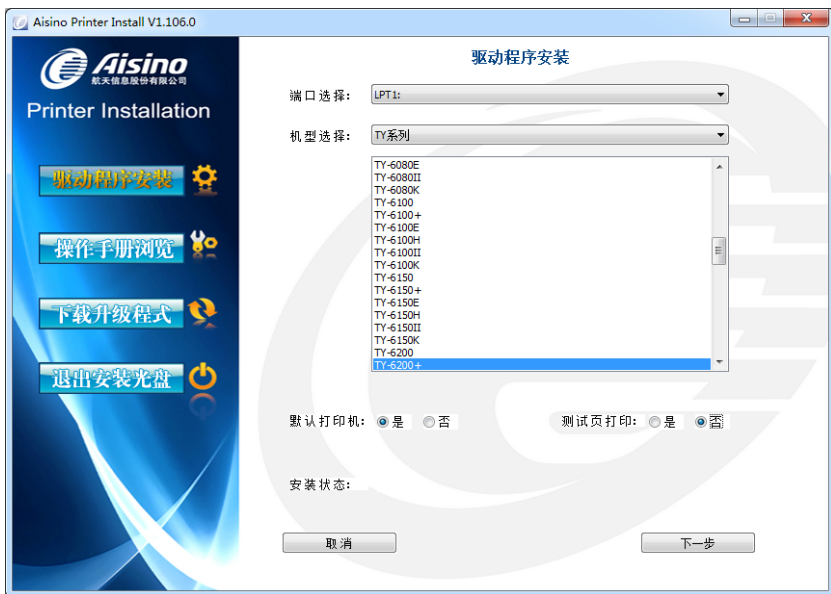 Aisino Printer Install V1.106.0
Aisino
航天信息股份有限公司
Printer Installation
驱动程序安装
操作手册浏览
下载升级程式
退出安装光盘
驱动程序安装
端口选择: LPT1:
机型选择: TY系列
TY-6080E
TY-6080II
TY-6080K
TY-6100
TY-6100+
TY-6100E
TY-6100H
TY-6100II
TY-6100K
TY-6150
TY-6150+
TY-6150E
TY-6150H
TY-6150II
TY-6150K
TY-6200
TY-6200+
默认打印机: 是 否 测试页打印: 是 否
安装状态:
取消 下一步